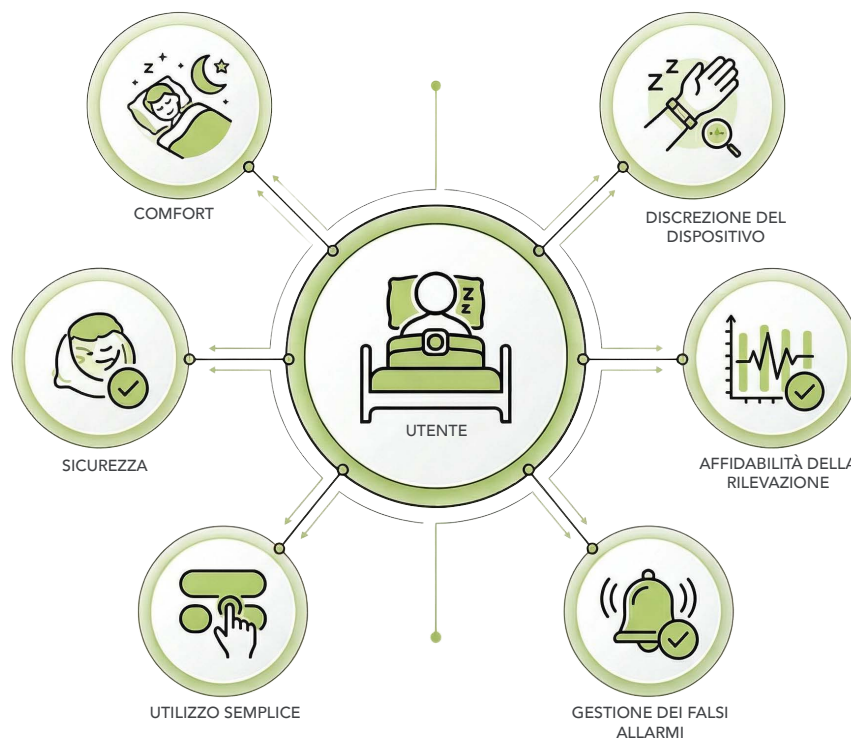 Z
Z
Z
COMFORT
DISCREZIONE DEL
DISPOSITIVO
Z
Z
UTENTE
SICUREZZA
AFFIDABILITÀ DELLA
RILEVAZIONE
UTILIZZO SEMPLICE
GESTIONE DEI FALSI
ALLARMI